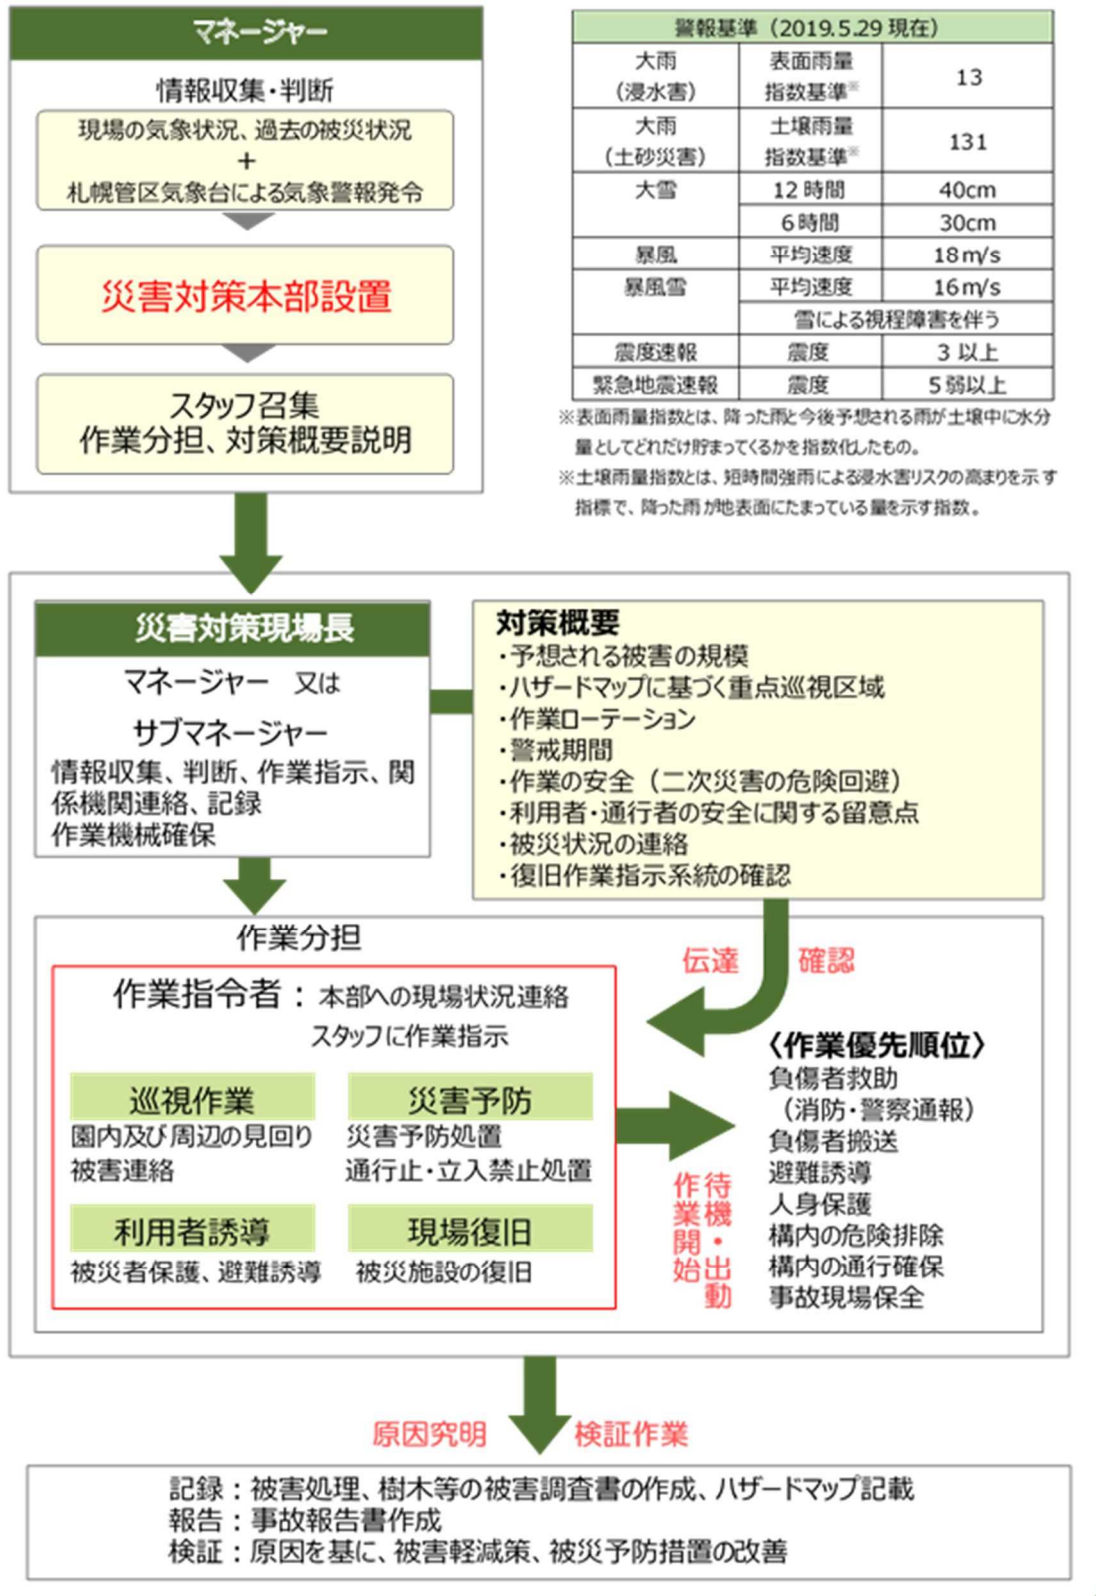 マネージャー
情報収集・判断
現場の気象状況、過去の被災状況
+
札幌管区気象台による気象警報発令
災害対策本部設置
スタッフ召集
作業分担、対策概要説明
警報基準（2019.5.29 現在）
大雨
（浸水害）
表面雨量
指数基準※
13
大雨
（土砂災害）
土壌雨量
指数基準※
131
大雪 12 時間 40cm
6 時間 30cm
暴風 平均速度 18m/s
暴風雪 平均速度 16m/s
雪による視程障害を伴う
震度速報 震度 3 以上
緊急地震速報 震度 5 弱以上
※表面雨量指数とは、降った雨と今後予想される雨が土壌中に水分
量としてどれだけ貯まってくるかを指数化したもの。
※土壌雨量指数とは、短時間強雨による浸水害リスクの高まりを示す
指標で、降った雨が地表面にたまっている量を示す指数。
災害対策現場長
マネージャー 又は
サブマネージャー
情報収集、判断、作業指示、関
係機関連絡、記録
作業機械確保
対策概要
・予想される被害の規模
・ハザードマップに基づく重点巡視区域
・作業ローテーション
・警戒期間
・作業の安全（二次災害の危険回避）
・利用者・通行者の安全に関する留意点
・被災状況の連絡
・復旧作業指示系統の確認
伝達 確認
作業分担
作業指令者：本部への現場状況連絡
スタッフに作業指示
巡視作業
園内及び周辺の見回り
被害連絡
災害予防
災害予防処置
通行止・立入禁止処置
利用者誘導
被災者保護、避難誘導
現場復旧
被災施設の復旧
待機・出動
作業開始
〈作業優先順位〉
負傷者救助
（消防・警察通報）
負傷者搬送
避難誘導
人身保護
構内の危険排除
構内の通行確保
事故現場保全
原因究明 検証作業
記録：被害処理、樹木等の被害調査書の作成、ハザードマップ記載
報告：事故報告書作成
検証：原因を基に、被害軽減策、被災予防措置の改善